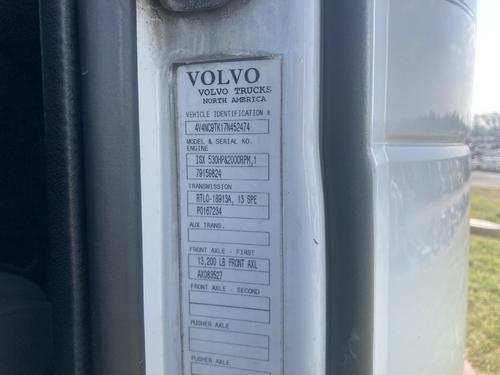 VOLVO
VOLVO TRUCKS
NORTH AMERICA
VEHICLE IDENTIFICATION #
4V4NC9TK17N452474
MODEL & SERIAL NO.
ENGINE
ISX 530HP&2000RPM,1
79159624
TRANSMISSION
RTLO-18913A, 13 SPE
P0167234
AUX TRANS.
FRONT AXLE - FIRST
13,200 LB FRONT AXL
AX083527
FRONT AXLE - SECOND
PUSHER AXLE
PUSHER AXLE